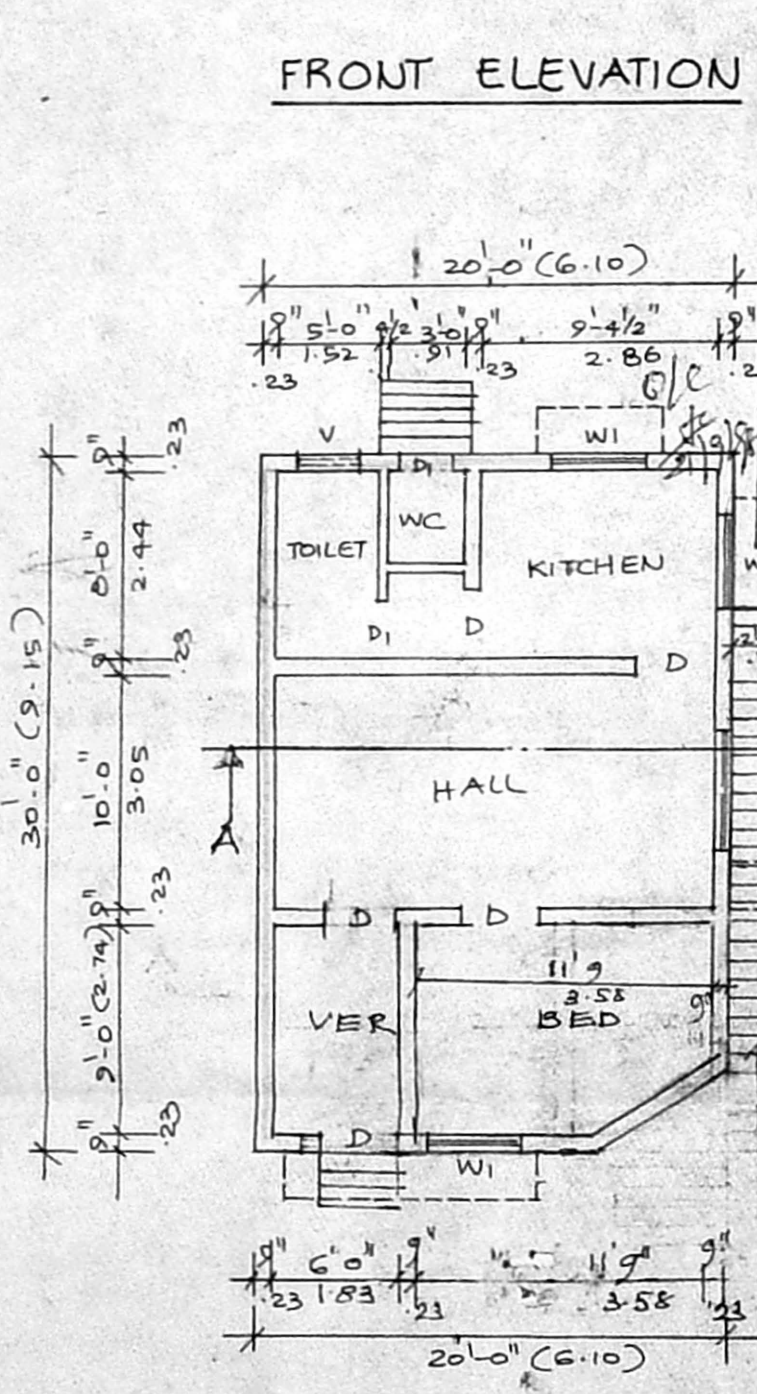 FRONT ELEVATION
20'-0" (6.10)
9" 5'-0" 4½" 3'-0" 9" 9'-4½" 9"
.23 1.52 .91 .23 2.86
V D1 W1
9" .23
TOILET WC KITCHEN
8'-0" 2.44
D1 D
9" .23 D
30'-0" (9.15)
10'-0" 3.05
HALL
A
9" .23
D D
11'9
3.58
9"
VER BED
9'-0" (2.74)
9" .23
D W1
9" 6'0" 9" 11'9" 9"
.23 1.83 .23 3.58 .23
20'-0" (6.10)